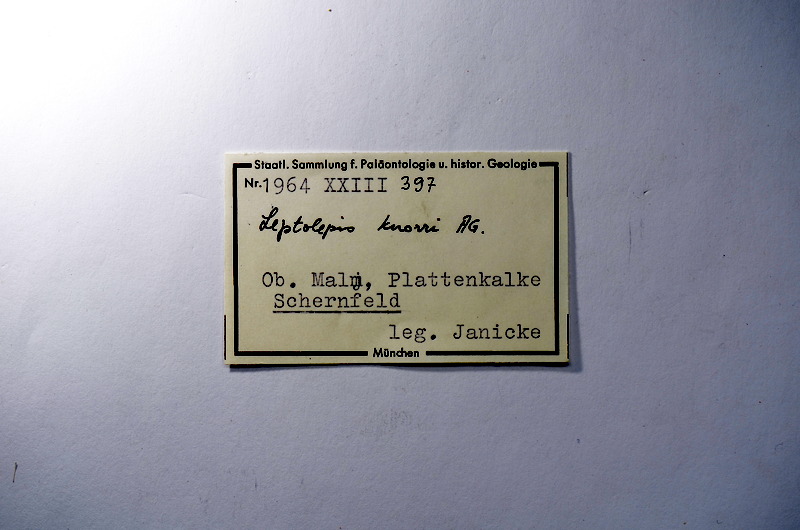 Staatl. Sammlung f. Paläontologie u. histor. Geologie
Nr. 1964 XXIII 397
Leptolepis knorri AG.
Ob. Malm, Plattenkalke
Schernfeld
leg. Janicke
München